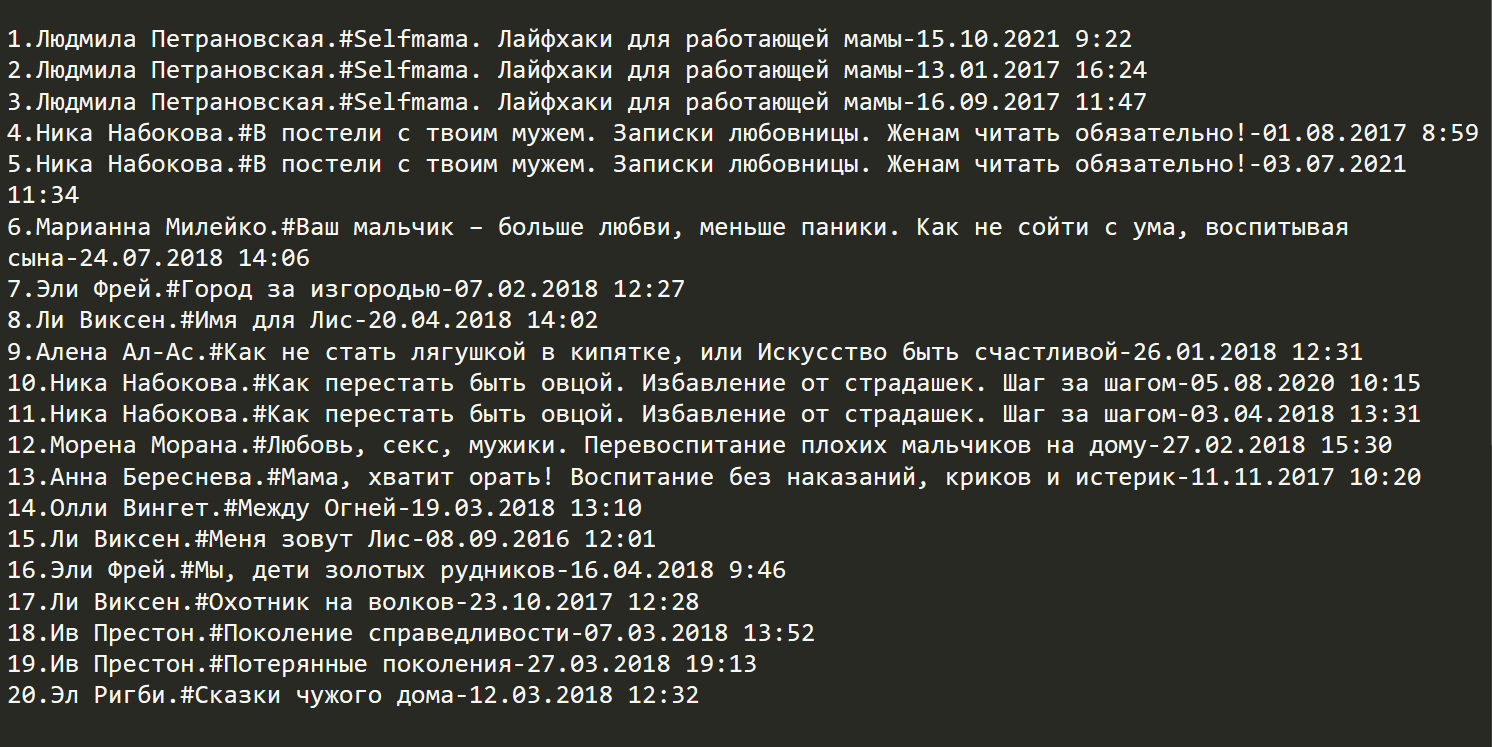 1.Людмила Петрановская.#Selfmama. Лайфхаки для работающей мамы-15.10.2021 9:22
2.Людмила Петрановская.#Selfmama. Лайфхаки для работающей мамы-13.01.2017 16:24
3.Людмила Петрановская.#Selfmama. Лайфхаки для работающей мамы-16.09.2017 11:47
4.Ника Набокова.#В постели с твоим мужем. Записки любовницы. Женам читать обязательно!-01.08.2017 8:59
5.Ника Набокова.#В постели с твоим мужем. Записки любовницы. Женам читать обязательно!-03.07.2021
11:34
6.Марианна Милейко.#Ваш мальчик – больше любви, меньше паники. Как не сойти с ума, воспитывая
сына-24.07.2018 14:06
7.Эли Фрей.#Город за изгородью-07.02.2018 12:27
8.Ли Виксен.#Имя для Лис-20.04.2018 14:02
9.Алена Ал-Ас.#Как не стать лягушкой в кипятке, или Искусство быть счастливой-26.01.2018 12:31
10.Ника Набокова.#Как перестать быть овцой. Избавление от страдашек. Шаг за шагом-05.08.2020 10:15
11.Ника Набокова.#Как перестать быть овцой. Избавление от страдашек. Шаг за шагом-03.04.2018 13:31
12.Морена Морана.#Любовь, секс, мужики. Перевоспитание плохих мальчиков на дому-27.02.2018 15:30
13.Анна Береснева.#Мама, хватит орать! Воспитание без наказаний, криков и истерик-11.11.2017 10:20
14.Олли Вингет.#Между Огней-19.03.2018 13:10
15.Ли Виксен.#Меня зовут Лис-08.09.2016 12:01
16.Эли Фрей.#Мы, дети золотых рудников-16.04.2018 9:46
17.Ли Виксен.#Охотник на волков-23.10.2017 12:28
18.Ив Престон.#Поколение справедливости-07.03.2018 13:52
19.Ив Престон.#Потерянные поколения-27.03.2018 19:13
20.Эл Ригби.#Сказки чужого дома-12.03.2018 12:32